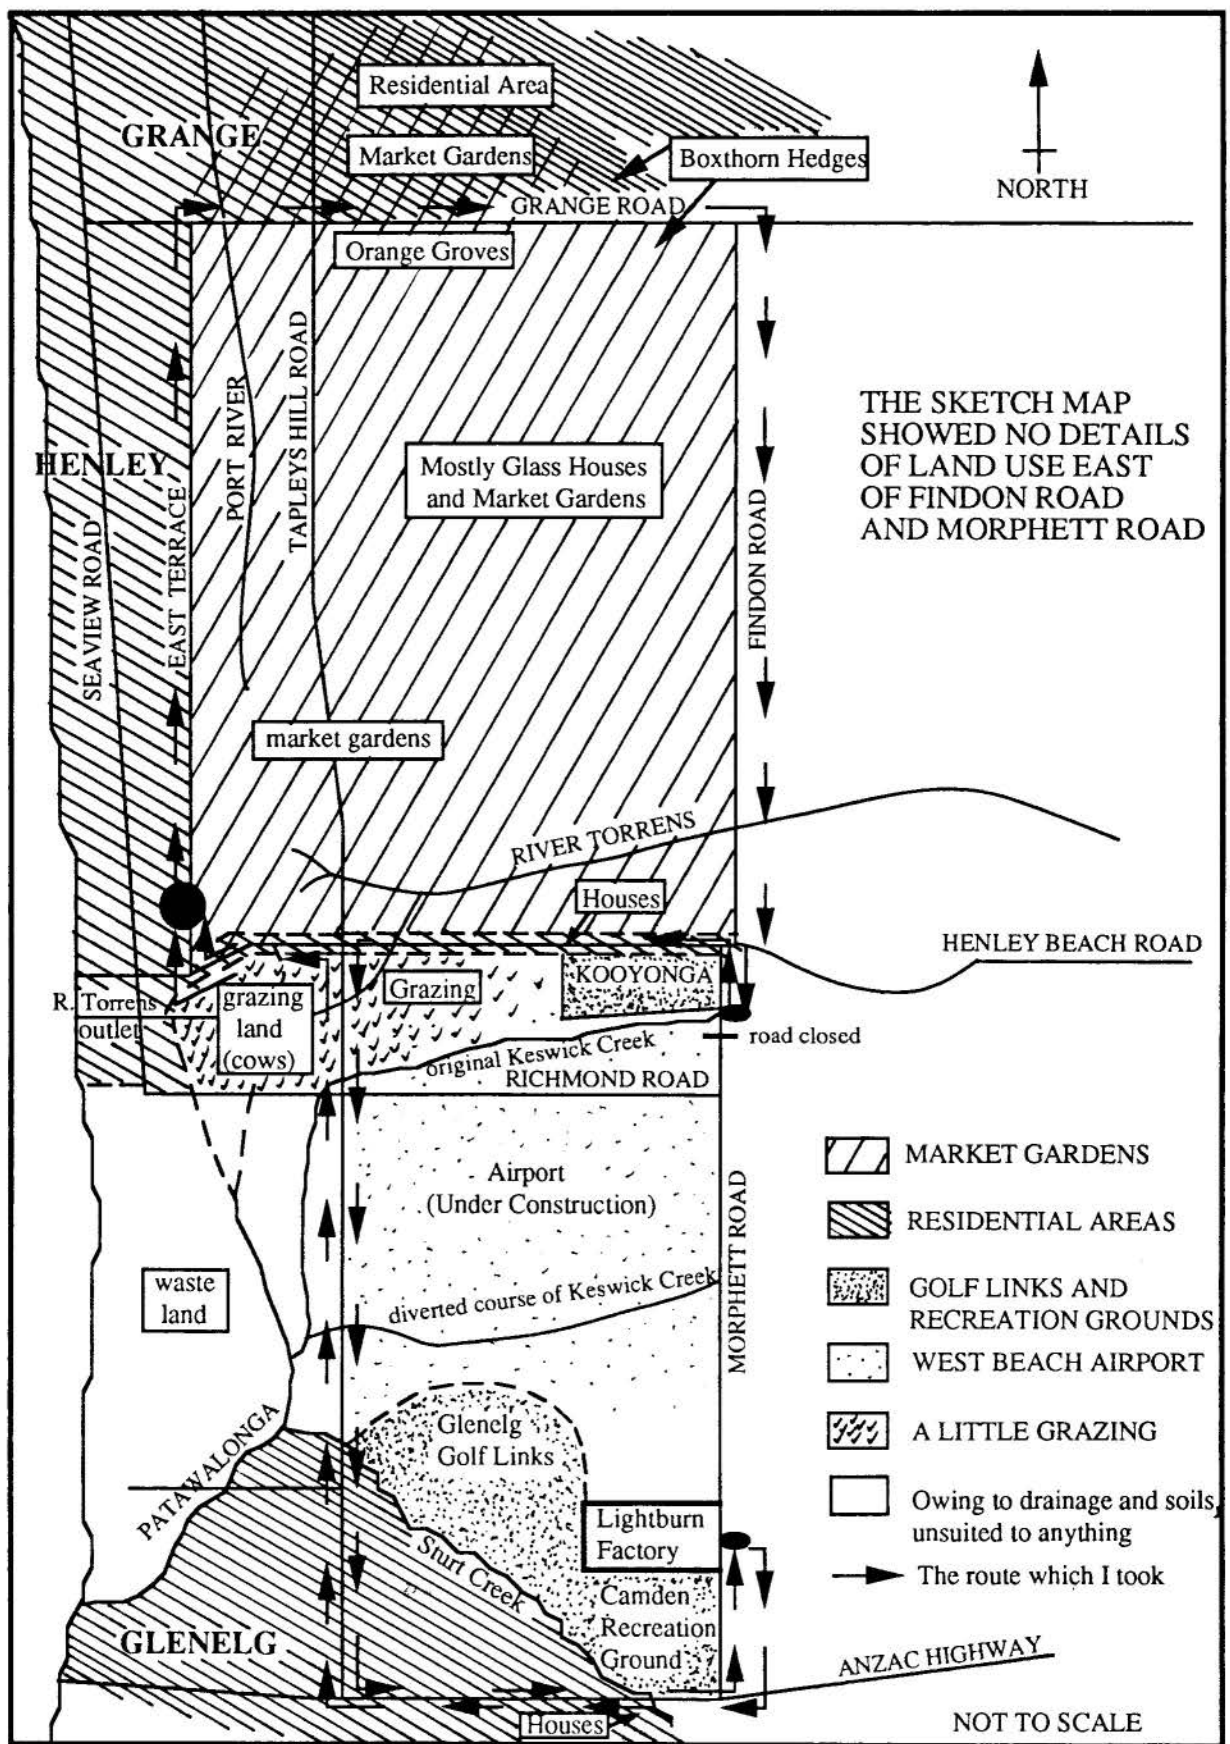 Residential Area
GRANGE
Market Gardens
Boxthorn Hedges
NORTH
GRANGE ROAD
Orange Groves
TAPLEYS HILL ROAD
PORT RIVER
THE SKETCH MAP
SHOWED NO DETAILS
OF LAND USE EAST
OF FINDON ROAD
AND MORPHETT ROAD
HENLEY
Mostly Glass Houses
and Market Gardens
SEAVIEW ROAD
EAST TERRACE
FINDON ROAD
market gardens
RIVER TORRENS
Houses
HENLEY BEACH ROAD
R. Torrens
outlet
grazing
land
(cows)
Grazing
KOOYONGA
road closed
original Keswick Creek
RICHMOND ROAD
Airport
(Under Construction)
MORPHETT ROAD
diverted course of Keswick Creek
waste
land
PATAWALONGA
Glenelg
Golf Links
Sturt Creek
Lightburn
Factory
Camden
Recreation
Ground
GLENELG
ANZAC HIGHWAY
Houses
MARKET GARDENS
RESIDENTIAL AREAS
GOLF LINKS AND
RECREATION GROUNDS
WEST BEACH AIRPORT
A LITTLE GRAZING
Owing to drainage and soils,
unsuited to anything
The route which I took
NOT TO SCALE